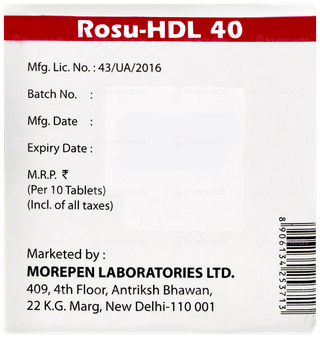 Rosu-HDL 40
Mfg. Lic. No. : 43/UA/2016
Batch No. :
Mfg. Date :
Expiry Date :
M.R.P. ₹
(Per 10 Tablets)
(Incl. of all taxes)
Marketed by :
MOREPEN LABORATORIES LTD.
409, 4th Floor, Antriksh Bhawan,
22 K.G. Marg, New Delhi-110 001
8906134253713